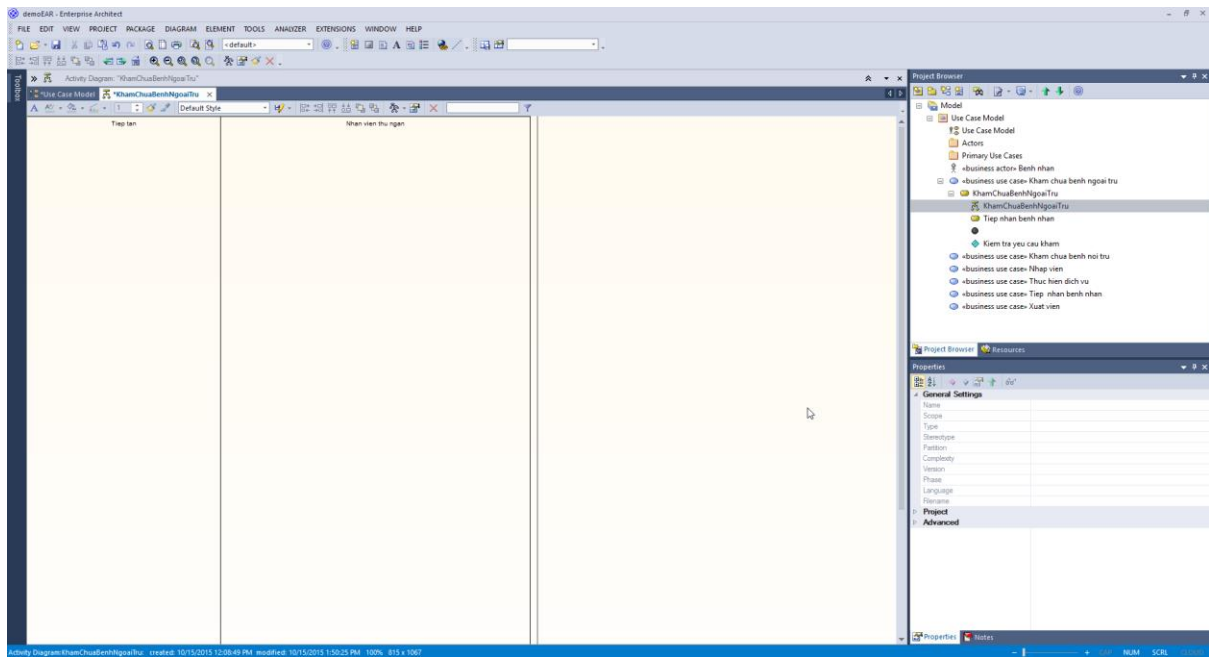 demoEAR - Enterprise Architect
FILE EDIT VIEW PROJECT PACKAGE DIAGRAM ELEMENT TOOLS ANALYZER EXTENSIONS WINDOW HELP
<default>
Toolbox
Activity Diagram: "KhamChuaBenhNgoaiTru"
*Use Case Model *KhamChuaBenhNgoaiTru
1 Default Style
Tiep tan Nhan vien thu ngan
Project Browser
Model
Use Case Model
Use Case Model
Actors
Primary Use Cases
«business actor» Benh nhan
«business use case» Kham chua benh ngoai tru
KhamChuaBenhNgoaiTru
KhamChuaBenhNgoaiTru
Tiep nhan benh nhan
Kiem tra yeu cau kham
«business use case» Kham chua benh noi tru
«business use case» Nhap vien
«business use case» Thuc hien dich vu
«business use case» Tiep nhan benh nhan
«business use case» Xuat vien
Project Browser Resources
Properties
General Settings
Name
Scope
Type
Stereotype
Partition
Complexity
Version
Phase
Language
Filename
Project
Advanced
Properties Notes
Activity Diagram:KhamChuaBenhNgoaiTru: created: 10/15/2015 12:08:49 PM modified: 10/15/2015 1:50:25 PM 100% 815 x 1067
CAP NUM SCRL CLOUD